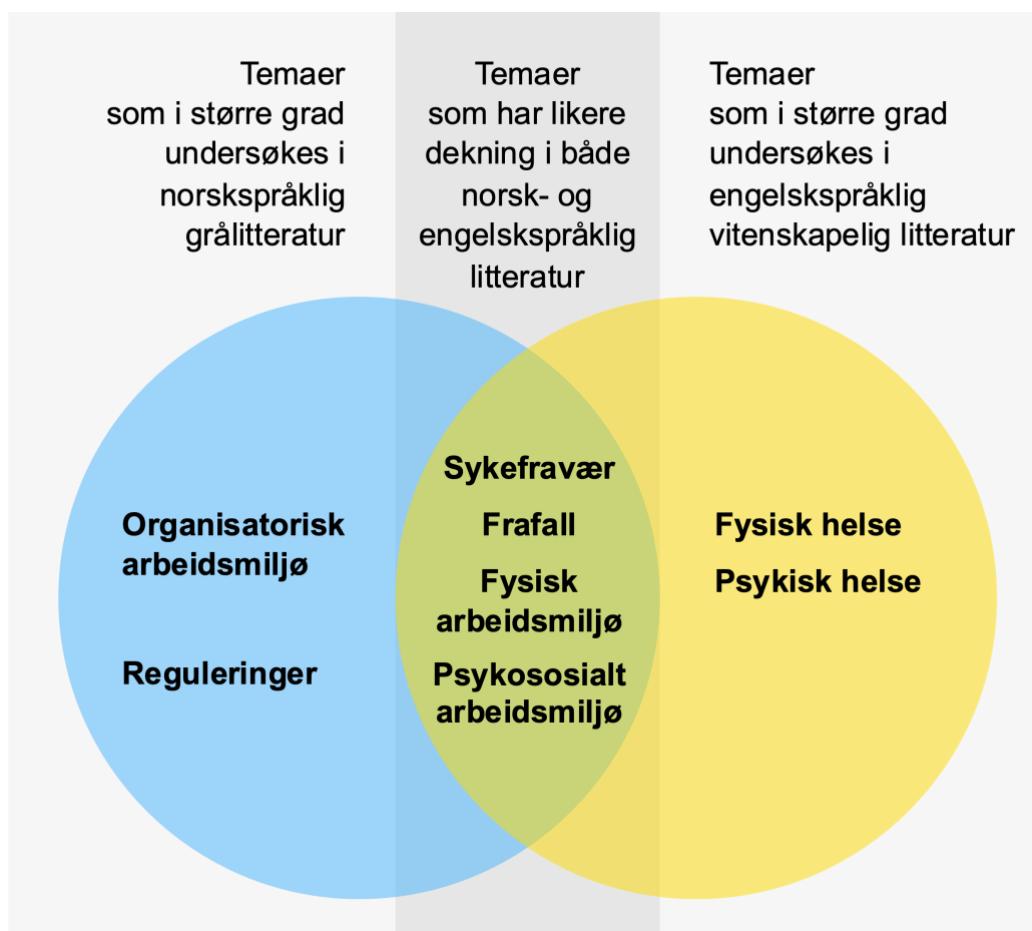 Temaer
som i større grad
undersøkes i
norskspråklig
grålitteratur
Temaer
som har likere
dekning i både
norsk- og
engelskspråklig
litteratur
Temaer
som i større grad
undersøkes i
engelskspråklig
vitenskapelig litteratur
Organisatorisk
arbeidsmiljø
Reguleringer
Sykefravær
Frafall
Fysisk
arbeidsmiljø
Psykososialt
arbeidsmiljø
Fysisk helse
Psykisk helse